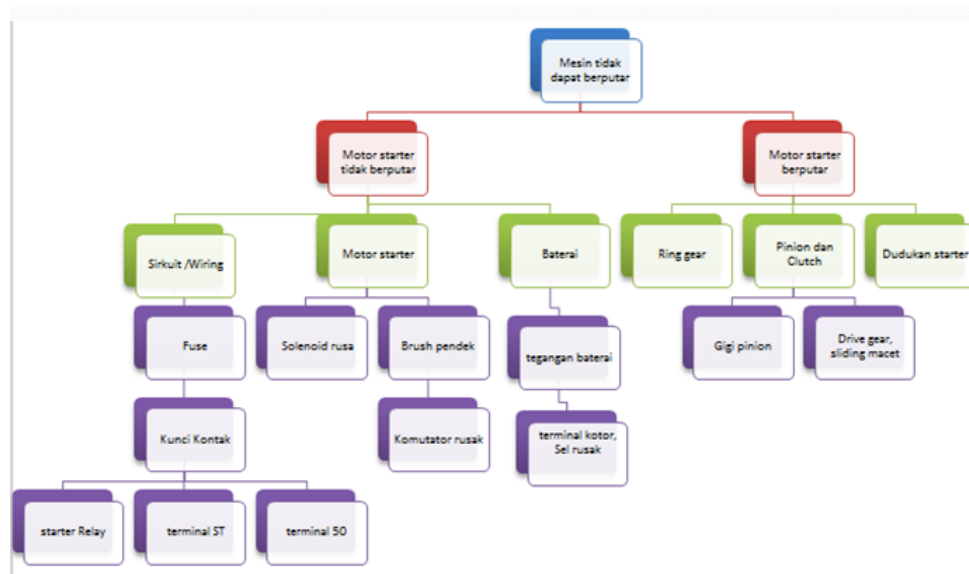 Mesin tidak
dapat berputar
Motor starter
tidak berputar
Motor starter
berputar
Sirkuit /Wiring
Motor starter
Baterai
Ring gear
Pinion dan
Clutch
Dudukan starter
Fuse
Solenoid rusa
Brush pendek
tegangan baterai
Gigi pinion
Drive gear,
sliding macet
Kunci Kontak
Komutator rusak
terminal kotor,
Sel rusak
starter Relay
terminal ST
terminal 50